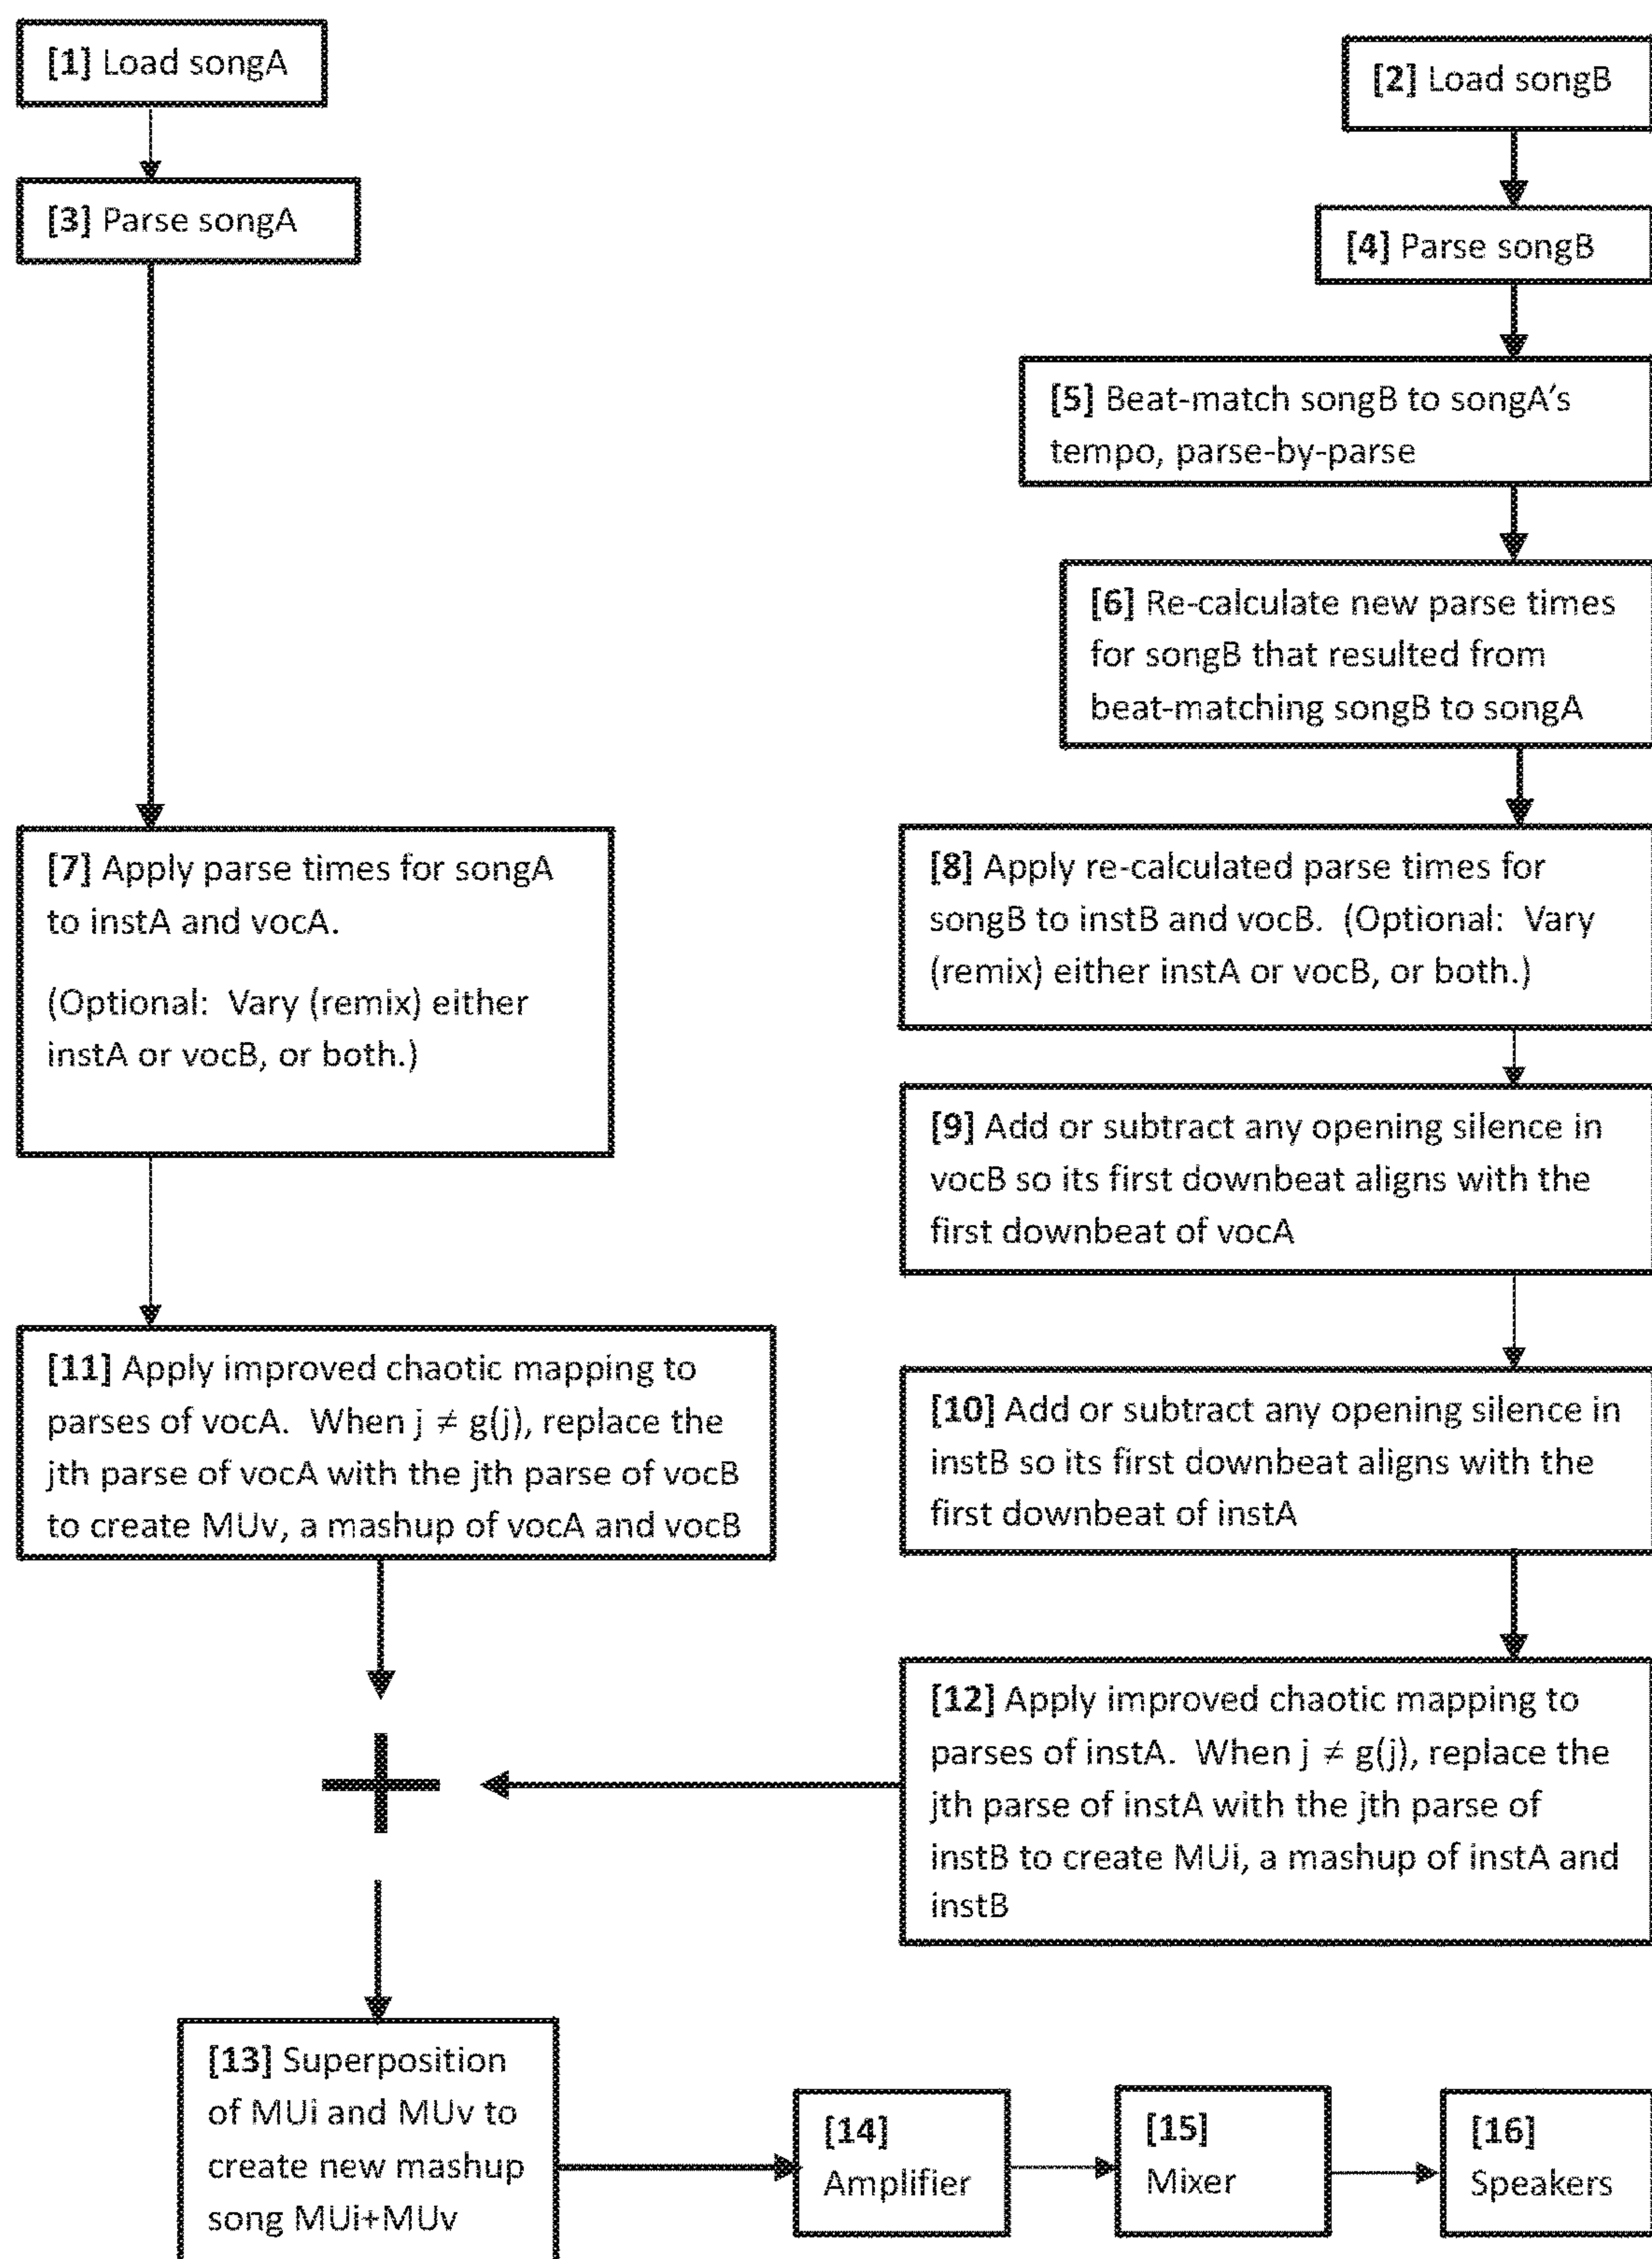 [1] Load songA
[2] Load songB
[3] Parse songA
[4] Parse songB
[5] Beat-match songB to songA's
tempo, parse-by-parse
[6] Re-calculate new parse times
for songB that resulted from
beat-matching songB to songA
[7] Apply parse times for songA
to instA and vocA.
(Optional: Vary (remix) either
instA or vocB, or both.)
[8] Apply re-calculated parse times for
songB to instB and vocB. (Optional: Vary
(remix) either instA or vocB, or both.)
[9] Add or subtract any opening silence in
vocB so its first downbeat aligns with the
first downbeat of vocA
[11] Apply improved chaotic mapping to
parses of vocA. When j ≠ g(j), replace the
jth parse of vocA with the jth parse of vocB
to create MUv, a mashup of vocA and vocB
[10] Add or subtract any opening silence in
instB so its first downbeat aligns with the
first downbeat of instA
[12] Apply improved chaotic mapping to
parses of instA. When j ≠ g(j), replace the
jth parse of instA with the jth parse of
instB to create MUi, a mashup of instA and
instB
+
[13] Superposition
of MUi and MUv to
create new mashup
song MUi+MUv
[14]
Amplifier
[15]
Mixer
[16]
Speakers